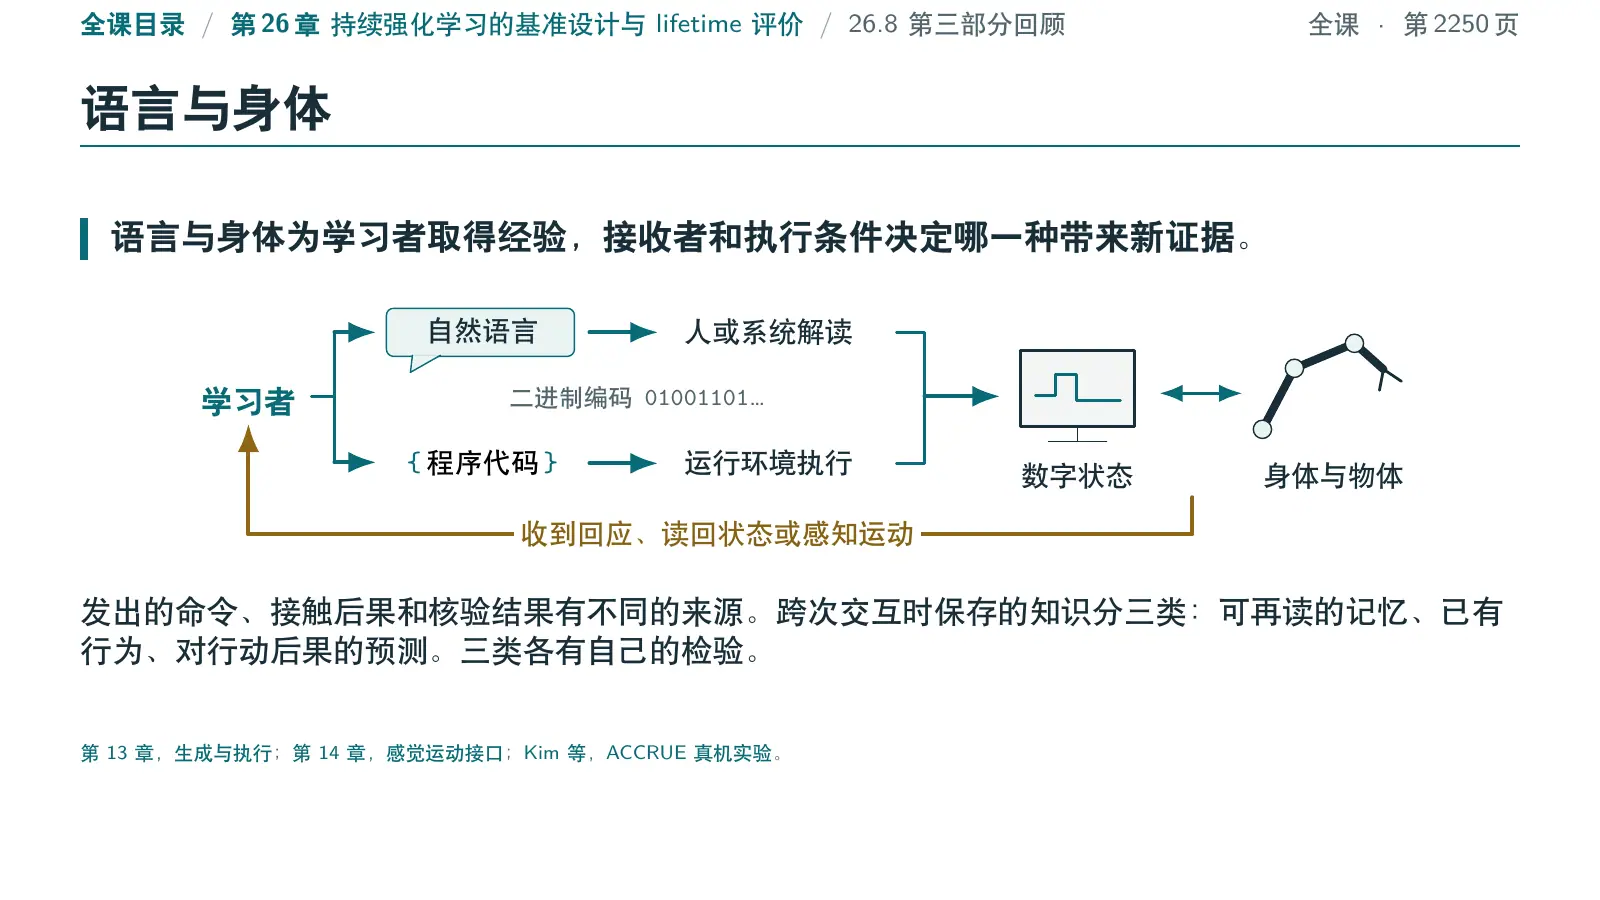 全课目录 / 第26章 持续强化学习的基准设计与 lifetime 评价 / 26.8 第三部分回顾 全课 · 第2250页
语言与身体
语言与身体为学习者取得经验，接收者和执行条件决定哪一种带来新证据。
自然语言 人或系统解读
学习者 二进制编码 01001101...
{程序代码} 运行环境执行
数字状态 身体与物体
收到回应、读回状态或感知运动
发出的命令、接触后果和核验结果有不同的来源。跨次交互时保存的知识分三类：可再读的记忆、已有
行为、对行动后果的预测。三类各有自己的检验。
第 13 章，生成与执行；第 14 章，感觉运动接口；Kim 等，ACCRUE 真机实验。